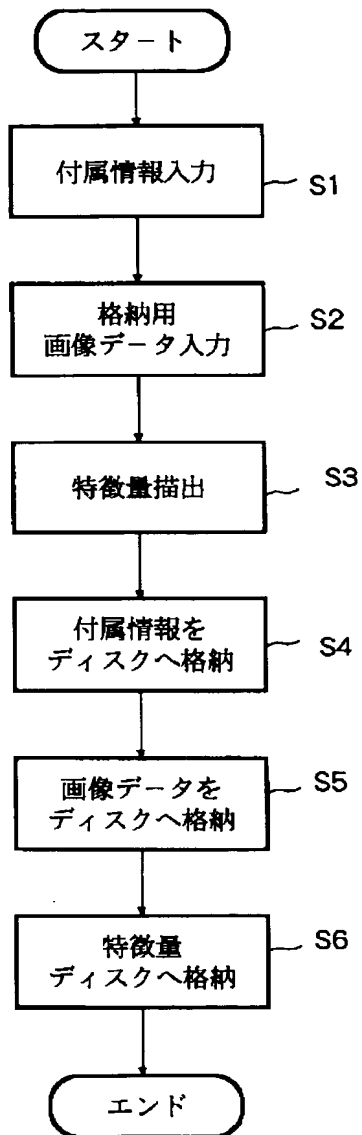 スタート
付属情報入力
S1
格納用
画像データ入力
S2
特徴量描出
S3
付属情報を
ディスクへ格納
S4
画像データを
ディスクへ格納
S5
特徴量
ディスクへ格納
S6
エンド